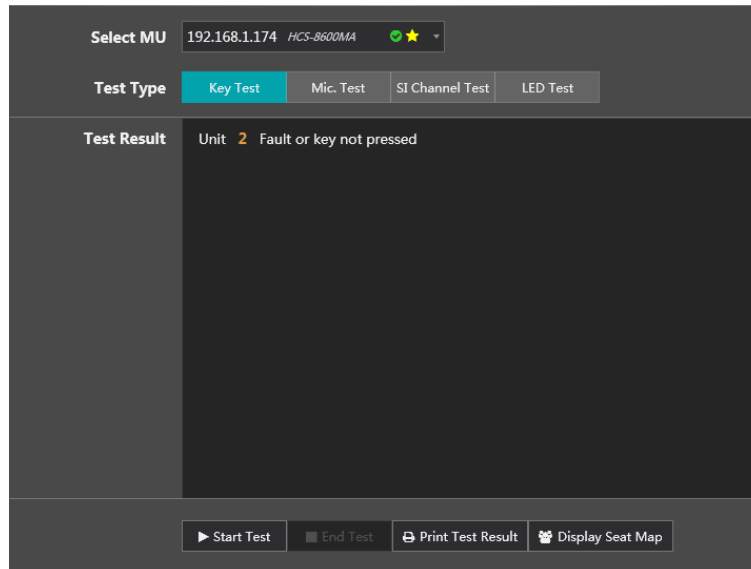 Select MU 192.168.1.174 HCS-8600MA
Test Type Key Test Mic. Test SI Channel Test LED Test
Test Result Unit 2 Fault or key not pressed
Start Test End Test Print Test Result Display Seat Map